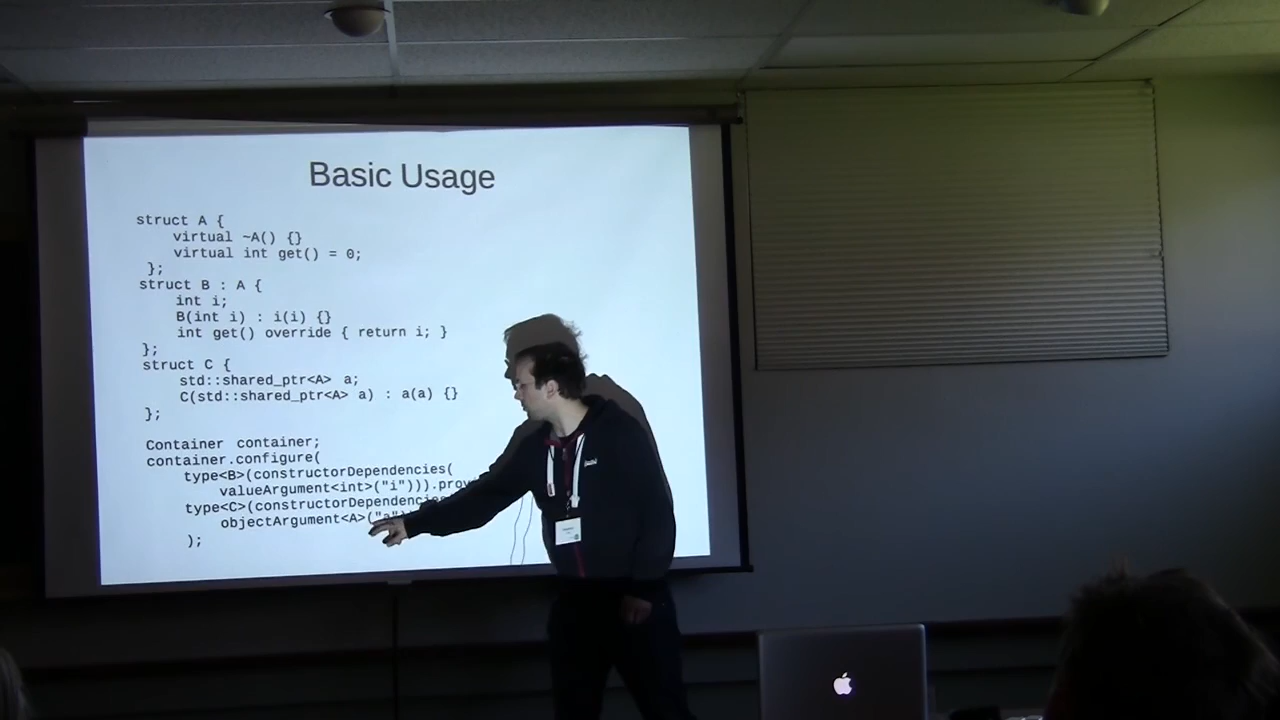 Basic Usage
struct A {
virtual ~A() {}
virtual int get() = 0;
};
struct B : A {
int i;
B(int i) : i(i) {}
int get() override { return i; }
};
struct C {
std::shared_ptr<A> a;
C(std::shared_ptr<A> a) : a(a) {}
};
Container container;
container.configure(
type<B>(constructorDependencies(
valueArgument<int>("i"))).prov
type<C>(constructorDependencies
objectArgument<A>("a")
);